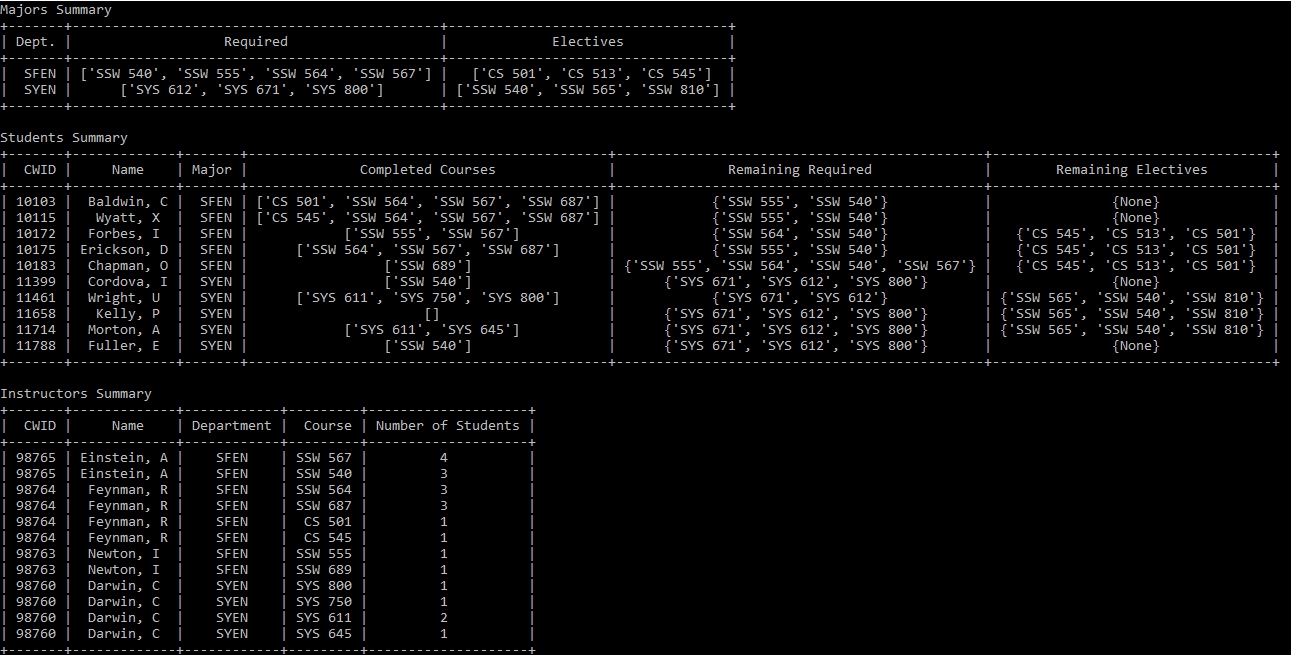 Majors Summary
+-------+----------------------------------------------+-----------------------------------+
| Dept. |                   Required                   |             Electives             |
+-------+----------------------------------------------+-----------------------------------+
|  SFEN | ['SSW 540', 'SSW 555', 'SSW 564', 'SSW 567'] |   ['CS 501', 'CS 513', 'CS 545']  |
|  SYEN |      ['SYS 612', 'SYS 671', 'SYS 800']       | ['SSW 540', 'SSW 565', 'SSW 810'] |
+-------+----------------------------------------------+-----------------------------------+
Students Summary
+-------+-------------+-------+---------------------------------------------+----------------------------------------------+-----------------------------------+
|  CWID |     Name    | Major |              Completed Courses              |              Remaining Required              |        Remaining Electives        |
+-------+-------------+-------+---------------------------------------------+----------------------------------------------+-----------------------------------+
| 10103 |  Baldwin, C |  SFEN | ['CS 501', 'SSW 564', 'SSW 567', 'SSW 687'] |            {'SSW 555', 'SSW 540'}            |               {None}              |
| 10115 |   Wyatt, X  |  SFEN | ['CS 545', 'SSW 564', 'SSW 567', 'SSW 687'] |            {'SSW 555', 'SSW 540'}            |               {None}              |
| 10172 |  Forbes, I  |  SFEN |            ['SSW 555', 'SSW 567']           |            {'SSW 564', 'SSW 540'}            |   {'CS 545', 'CS 513', 'CS 501'}  |
| 10175 | Erickson, D |  SFEN |      ['SSW 564', 'SSW 567', 'SSW 687']      |            {'SSW 555', 'SSW 540'}            |   {'CS 545', 'CS 513', 'CS 501'}  |
| 10183 |  Chapman, O |  SFEN |                 ['SSW 689']                 | {'SSW 555', 'SSW 564', 'SSW 540', 'SSW 567'} |   {'CS 545', 'CS 513', 'CS 501'}  |
| 11399 |  Cordova, I |  SYEN |                 ['SSW 540']                 |      {'SYS 671', 'SYS 612', 'SYS 800'}       |               {None}              |
| 11461 |  Wright, U  |  SYEN |      ['SYS 611', 'SYS 750', 'SYS 800']      |            {'SYS 671', 'SYS 612'}            | {'SSW 565', 'SSW 540', 'SSW 810'} |
| 11658 |   Kelly, P  |  SYEN |                      []                     |      {'SYS 671', 'SYS 612', 'SYS 800'}       | {'SSW 565', 'SSW 540', 'SSW 810'} |
| 11714 |  Morton, A  |  SYEN |            ['SYS 611', 'SYS 645']           |      {'SYS 671', 'SYS 612', 'SYS 800'}       | {'SSW 565', 'SSW 540', 'SSW 810'} |
| 11788 |  Fuller, E  |  SYEN |                 ['SSW 540']                 |      {'SYS 671', 'SYS 612', 'SYS 800'}       |               {None}              |
+-------+-------------+-------+---------------------------------------------+----------------------------------------------+-----------------------------------+
Instructors Summary
+-------+-------------+------------+---------+--------------------+
|  CWID |     Name    | Department |  Course | Number of Students |
+-------+-------------+------------+---------+--------------------+
| 98765 | Einstein, A |    SFEN    | SSW 567 |         4          |
| 98765 | Einstein, A |    SFEN    | SSW 540 |         3          |
| 98764 |  Feynman, R |    SFEN    | SSW 564 |         3          |
| 98764 |  Feynman, R |    SFEN    | SSW 687 |         3          |
| 98764 |  Feynman, R |    SFEN    |  CS 501 |         1          |
| 98764 |  Feynman, R |    SFEN    |  CS 545 |         1          |
| 98763 |  Newton, I  |    SFEN    | SSW 555 |         1          |
| 98763 |  Newton, I  |    SFEN    | SSW 689 |         1          |
| 98760 |  Darwin, C  |    SYEN    | SYS 800 |         1          |
| 98760 |  Darwin, C  |    SYEN    | SYS 750 |         1          |
| 98760 |  Darwin, C  |    SYEN    | SYS 611 |         2          |
| 98760 |  Darwin, C  |    SYEN    | SYS 645 |         1          |
+-------+-------------+------------+---------+--------------------+